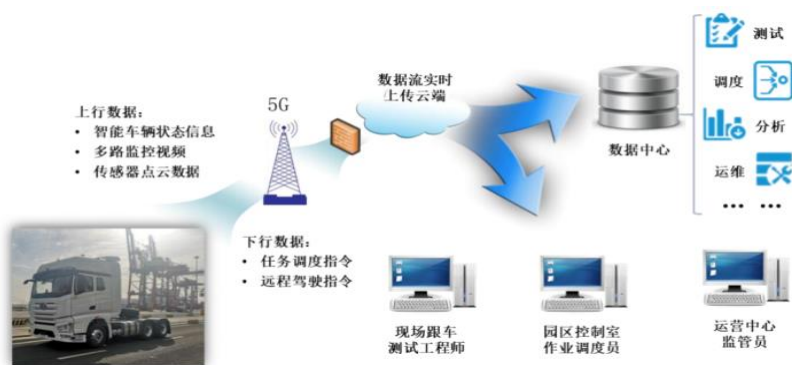 测试
数据流实时
上传云端
5G
调度
上行数据：
• 智能车辆状态信息
• 多路监控视频
• 传感器点云数据
分析
数据中心
运维
… …
下行数据：
• 任务调度指令
• 远程驾驶指令
现场跟车
测试工程师
园区控制室
作业调度员
运营中心
监管员